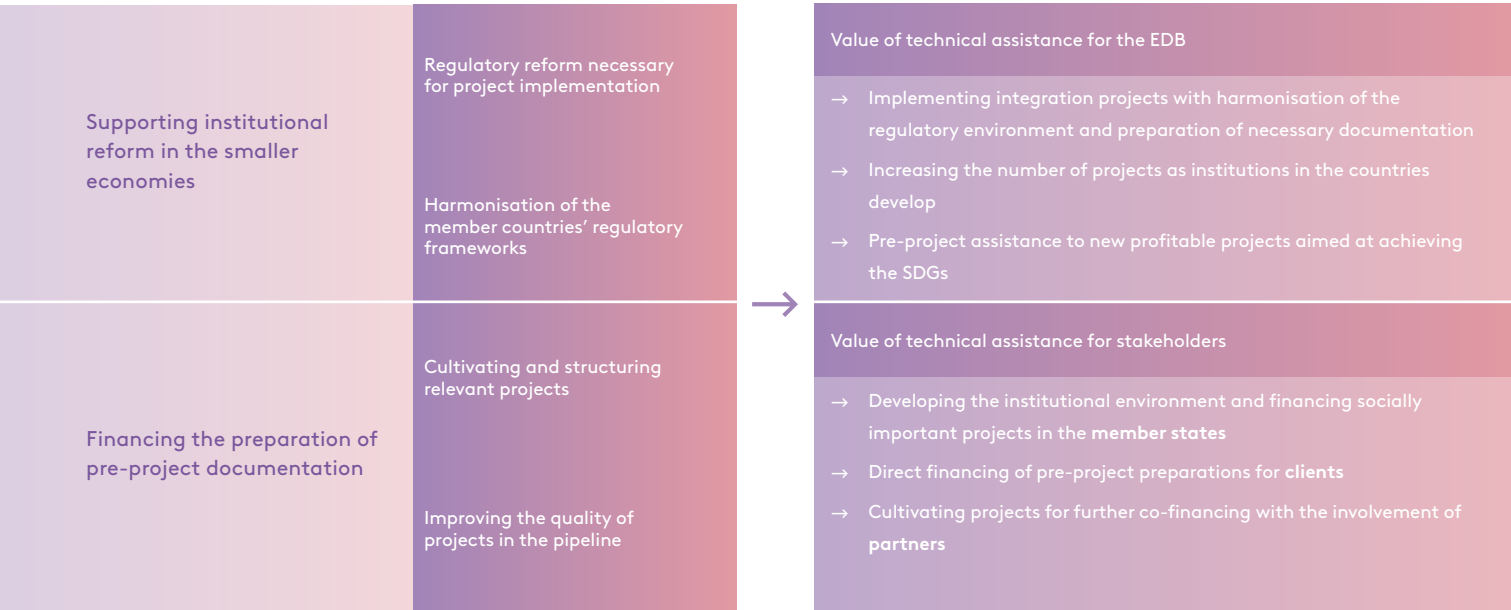 Supporting institutional
reform in the smaller
economies
Regulatory reform necessary
for project implementation
Harmonisation of the
member countries’ regulatory
frameworks
Financing the preparation of
pre-project documentation
Cultivating and structuring
relevant projects
Improving the quality of
projects in the pipeline
→
Value of technical assistance for the EDB
→ Implementing integration projects with harmonisation of the
regulatory environment and preparation of necessary documentation
→ Increasing the number of projects as institutions in the countries
develop
→ Pre-project assistance to new profitable projects aimed at achieving
the SDGs
Value of technical assistance for stakeholders
→ Developing the institutional environment and financing socially
important projects in the member states
→ Direct financing of pre-project preparations for clients
→ Cultivating projects for further co-financing with the involvement of
partners